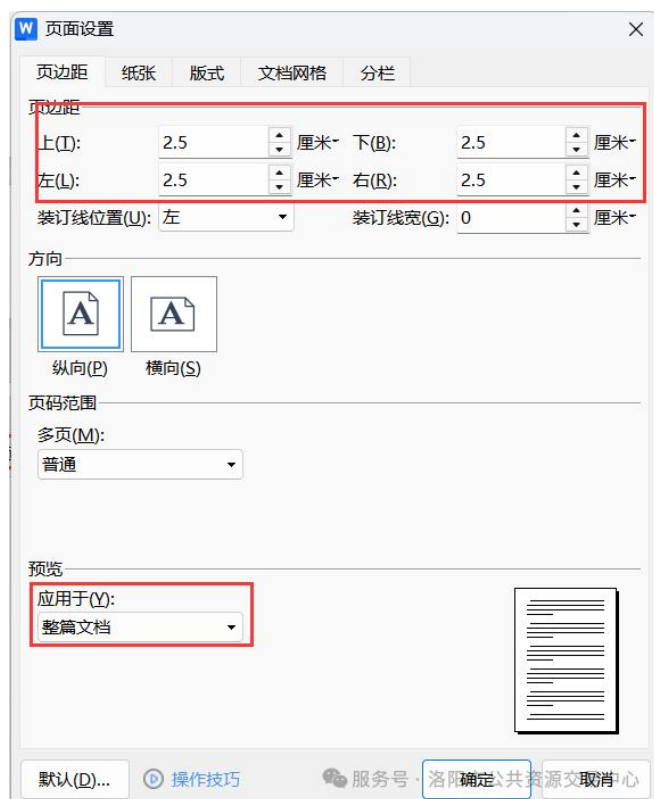 W 页面设置
页边距 纸张 版式 文档网格 分栏
页边距
上(T): 2.5 厘米 下(B): 2.5 厘米
左(L): 2.5 厘米 右(R): 2.5 厘米
装订线位置(U): 左 装订线宽(G): 0 厘米
方向
A A
纵向(P) 横向(S)
页码范围
多页(M):
普通
预览
应用于(Y):
整篇文档
默认(D)... 操作技巧 确定 取消
服务号 · 洛阳 公共资源交 中心